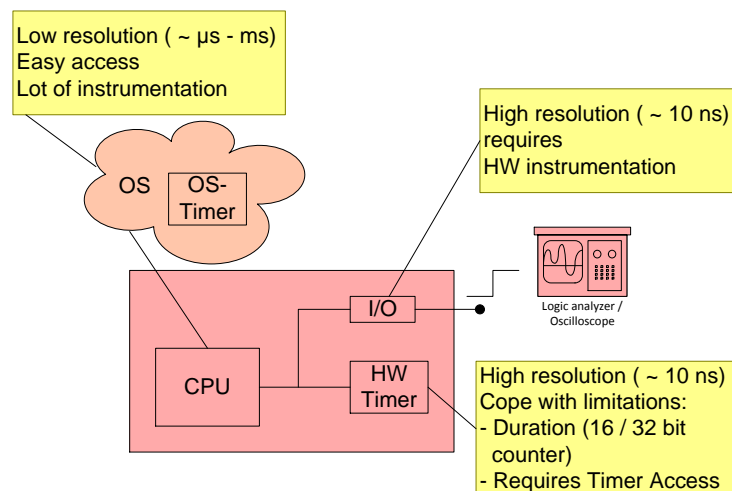 Low resolution ( ~ µs - ms)
Easy access
Lot of instrumentation
High resolution ( ~ 10 ns)
requires
HW instrumentation
OS
OS-
Timer
I/O
Logic analyzer /
Oscilloscope
CPU
HW
Timer
High resolution ( ~ 10 ns)
Cope with limitations:
- Duration (16 / 32 bit
counter)
- Requires Timer Access